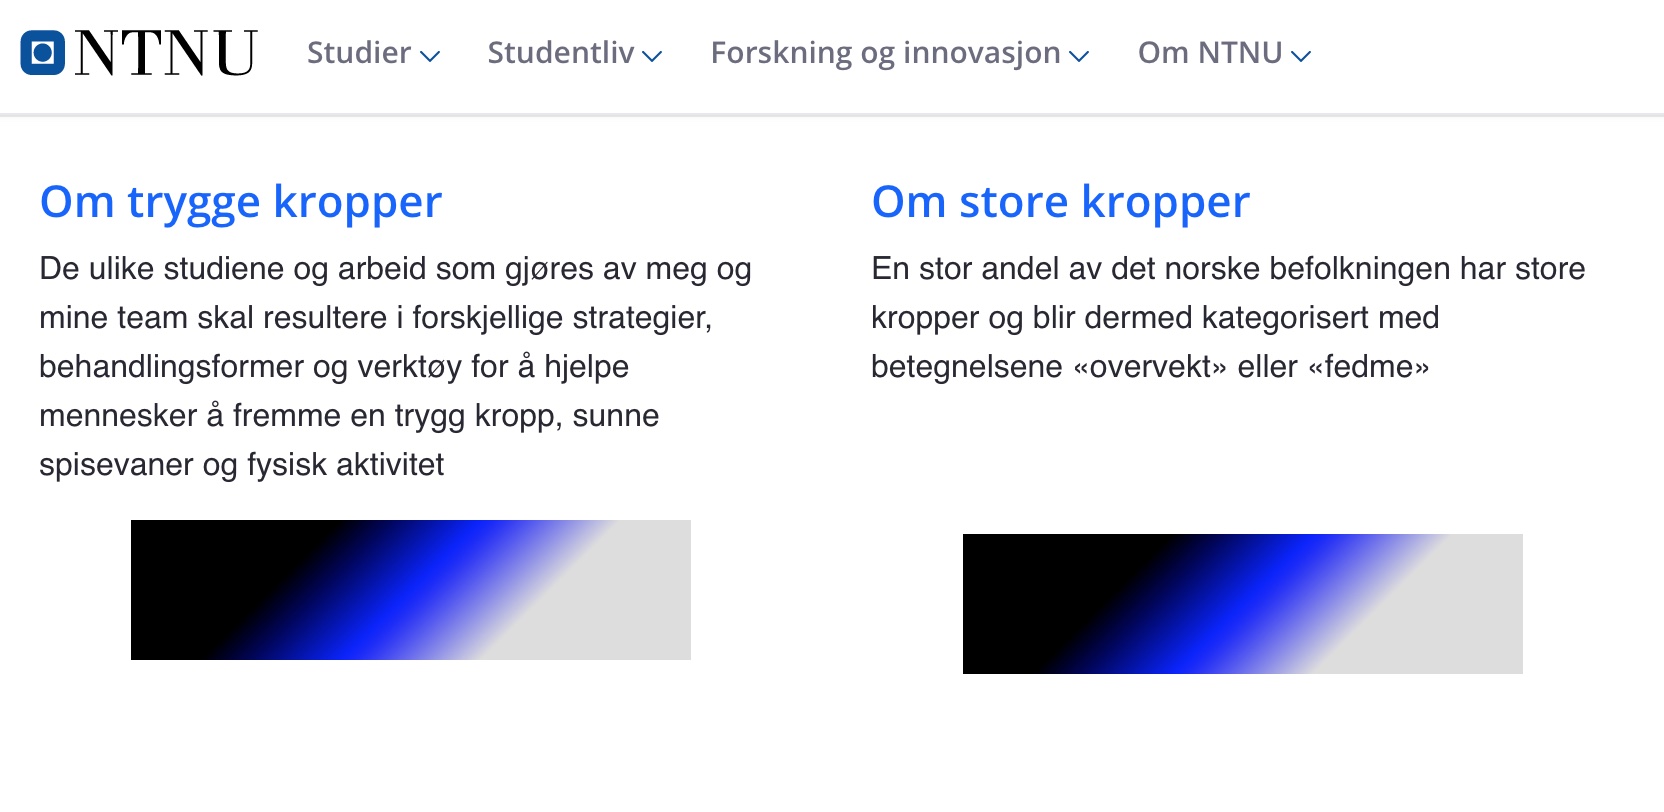 NTNU
Studier
Studentliv
Forskning og innovasjon
Om NTNU
Om trygge kropper
De ulike studiene og arbeid som gjøres av meg og
mine team skal resultere i forskjellige strategier,
behandlingsformer og verktøy for å hjelpe
mennesker å fremme en trygg kropp, sunne
spisevaner og fysisk aktivitet
Om store kropper
En stor andel av det norske befolkningen har store
kropper og blir dermed kategorisert med
betegnelsene «overvekt» eller «fedme»